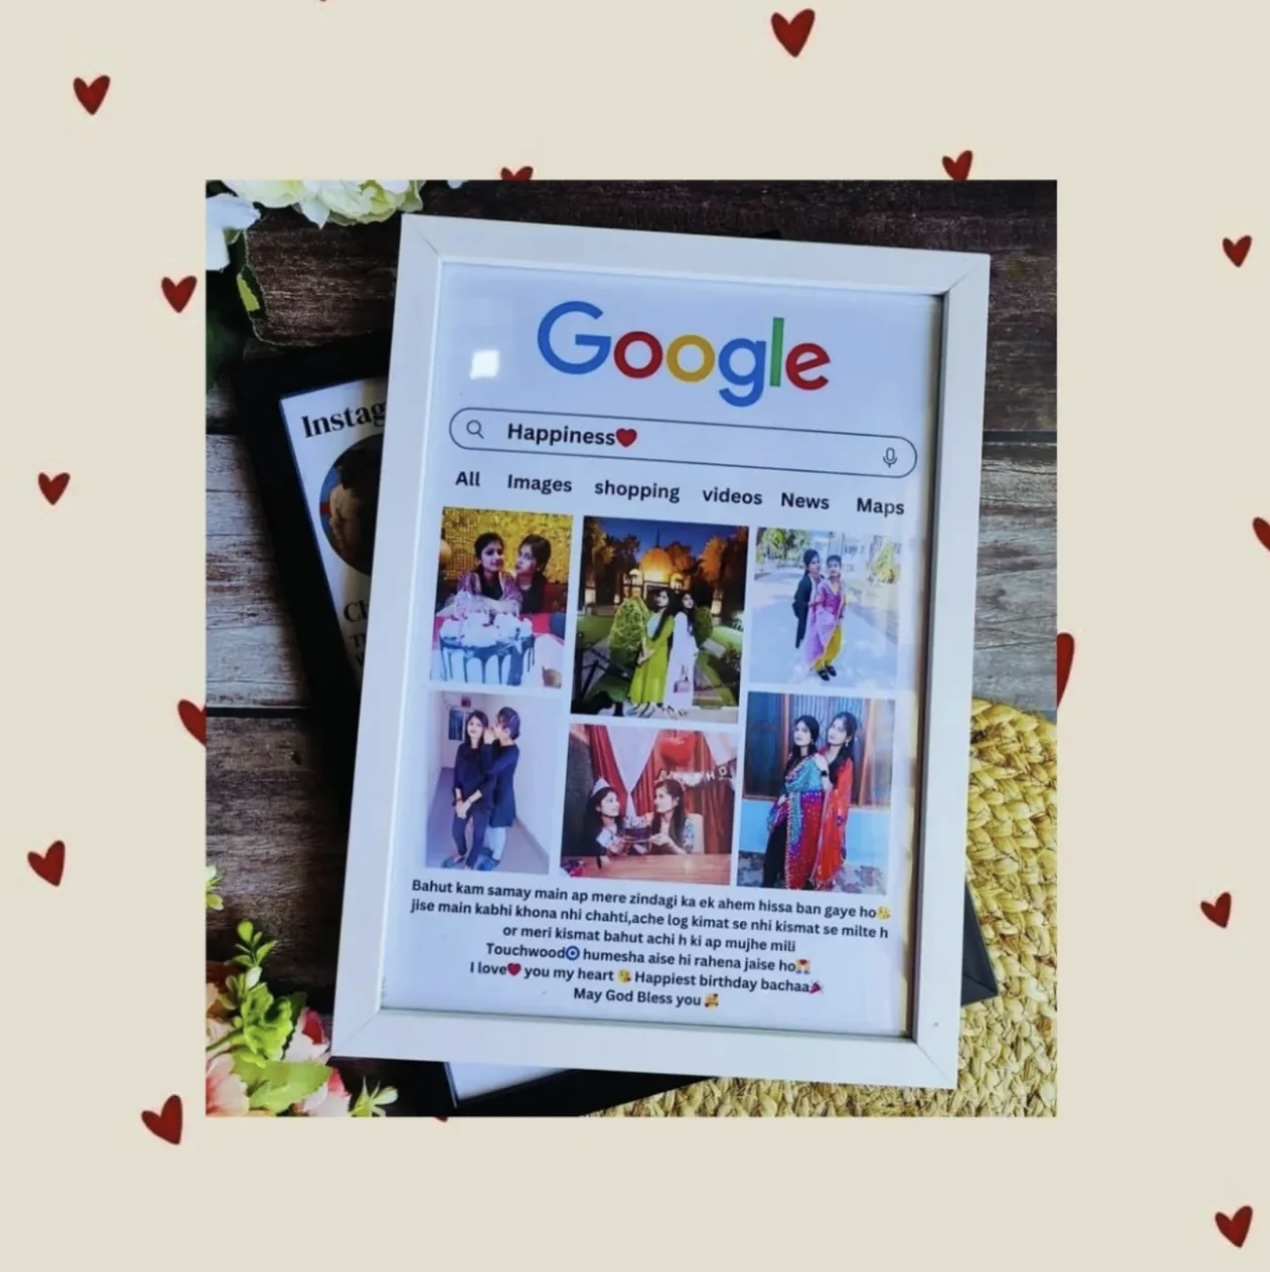 Google
Happiness❤️
All Images shopping videos News Maps
Bahut kam samay main ap mere zindagi ka ek ahem hissa ban gaye ho😘
jise main kabhi khona nhi chahti,ache log kimat se nhi kismat se milte h
or meri kismat bahut achi h ki ap mujhe mili
Touchwood🧿 humesha aise hi rahena jaise ho
I love❤️ you my heart 😘 Happiest birthday bachaa🎉
May God Bless you 🥰
Instag